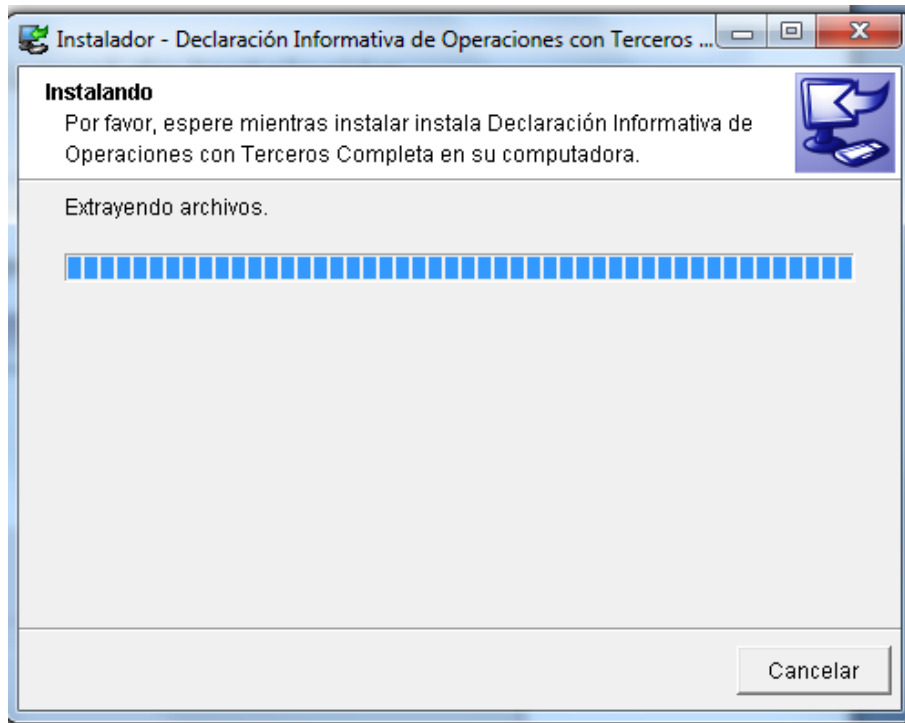 Instalador - Declaración Informativa de Operaciones con Terceros ...
Instalando
Por favor, espere mientras instalar instala Declaración Informativa de
Operaciones con Terceros Completa en su computadora.
Extrayendo archivos.
Cancelar